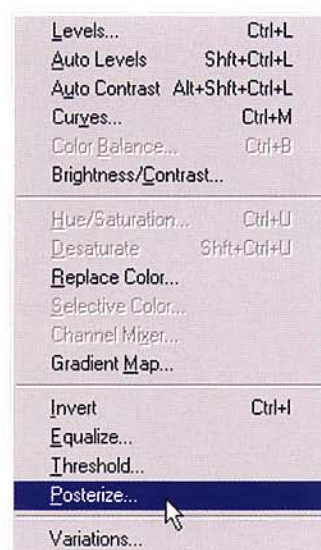 Levels... Ctrl+L
Auto Levels Shft+Ctrl+L
Auto Contrast Alt+Shft+Ctrl+L
Curves... Ctrl+M
Color Balance... Ctrl+B
Brightness/Contrast...
Hue/Saturation... Ctrl+U
Desaturate Shft+Ctrl+U
Replace Color...
Selective Color...
Channel Mixer...
Gradient Map...
Invert Ctrl+I
Equalize...
Threshold...
Posterize...
Variations...